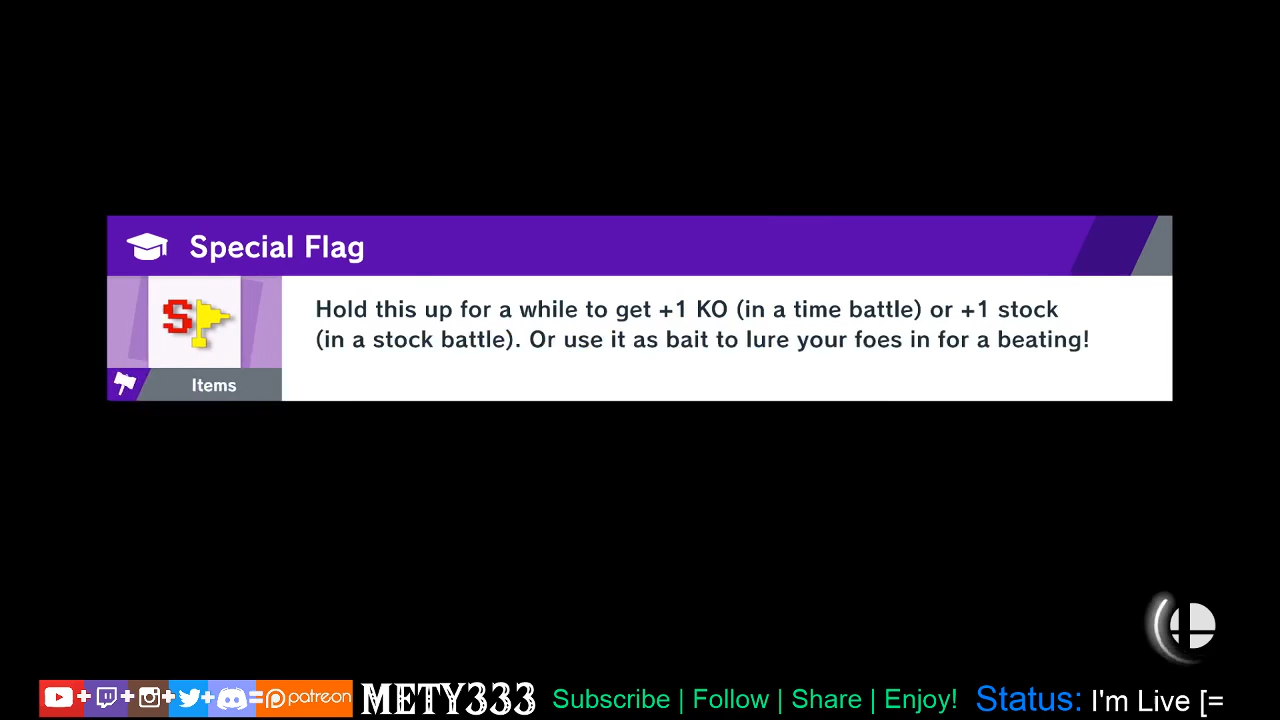 Special Flag
S
Hold this up for a while to get +1 KO (in a time battle) or +1 stock
(in a stock battle). Or use it as bait to lure your foes in for a beating!
Items
+ + + + = patreon METY333 Subscribe | Follow | Share | Enjoy! Status: I'm Live [=